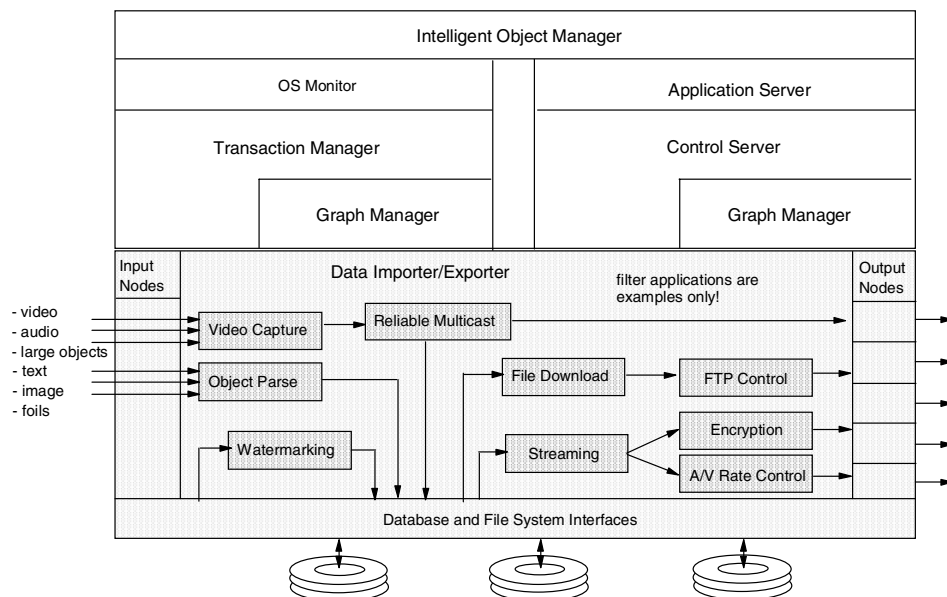 Intelligent Object Manager
OS Monitor
Application Server
Transaction Manager
Control Server
Graph Manager
Graph Manager
Input
Nodes
Data Importer/Exporter
filter applications are
examples only!
Output
Nodes
- video
- audio
- large objects
- text
- image
- foils
Video Capture
Reliable Multicast
Object Parse
File Download
FTP Control
Watermarking
Streaming
Encryption
A/V Rate Control
Database and File System Interfaces